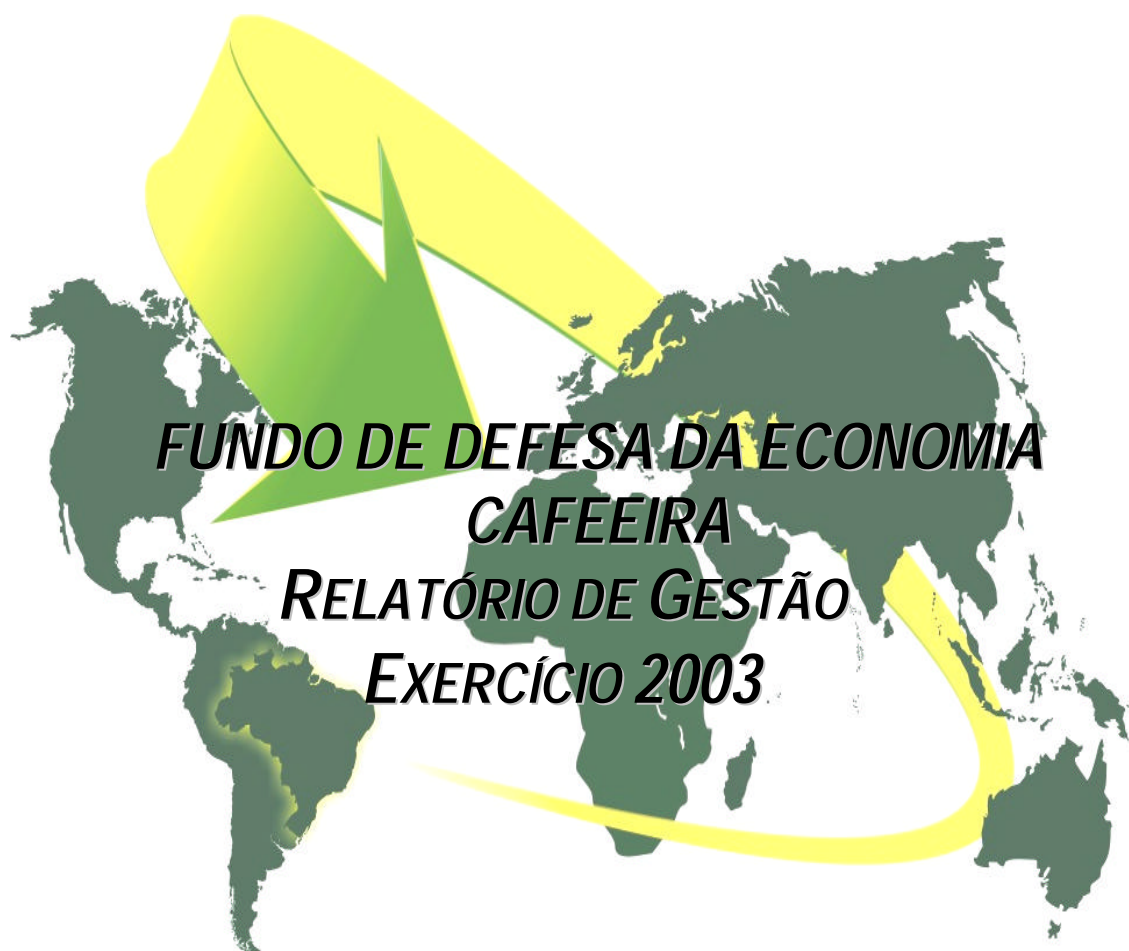 FUNDO DE DEFESA DA ECONOMIA
CAFEEIRA
RELATÓRIO DE GESTÃO
EXERCÍCIO 2003